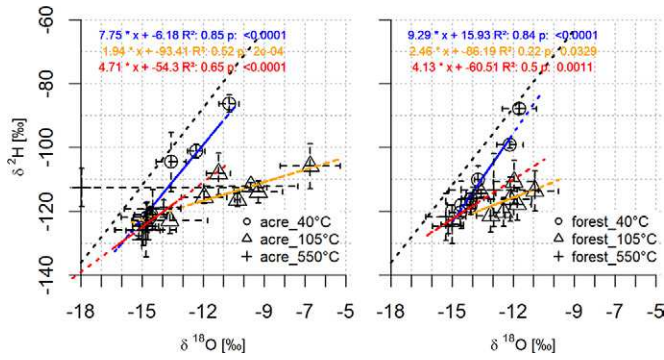 7.75 * x + -6.18 R²: 0.85 p: <0.0001
1.94 * x + -93.41 R²: 0.52 p: 2e-04
4.71 * x + -54.3 R²: 0.65 p: <0.0001
9.29 * x + 15.93 R²: 0.84 p: <0.0001
2.46 * x + -86.19 R²: 0.22 p: 0.0329
4.13 * x + -60.51 R²: 0.5 p: 0.0011
δ ²H [‰]
-60
-80
-100
-120
-140
acre_40°C
acre_105°C
acre_550°C
forest_40°C
forest_105°C
forest_550°C
-18 -15 -13 -11 -9 -7 -5
-18 -15 -13 -11 -9 -7 -5
δ ¹⁸O [‰]
δ ¹⁸O [‰]